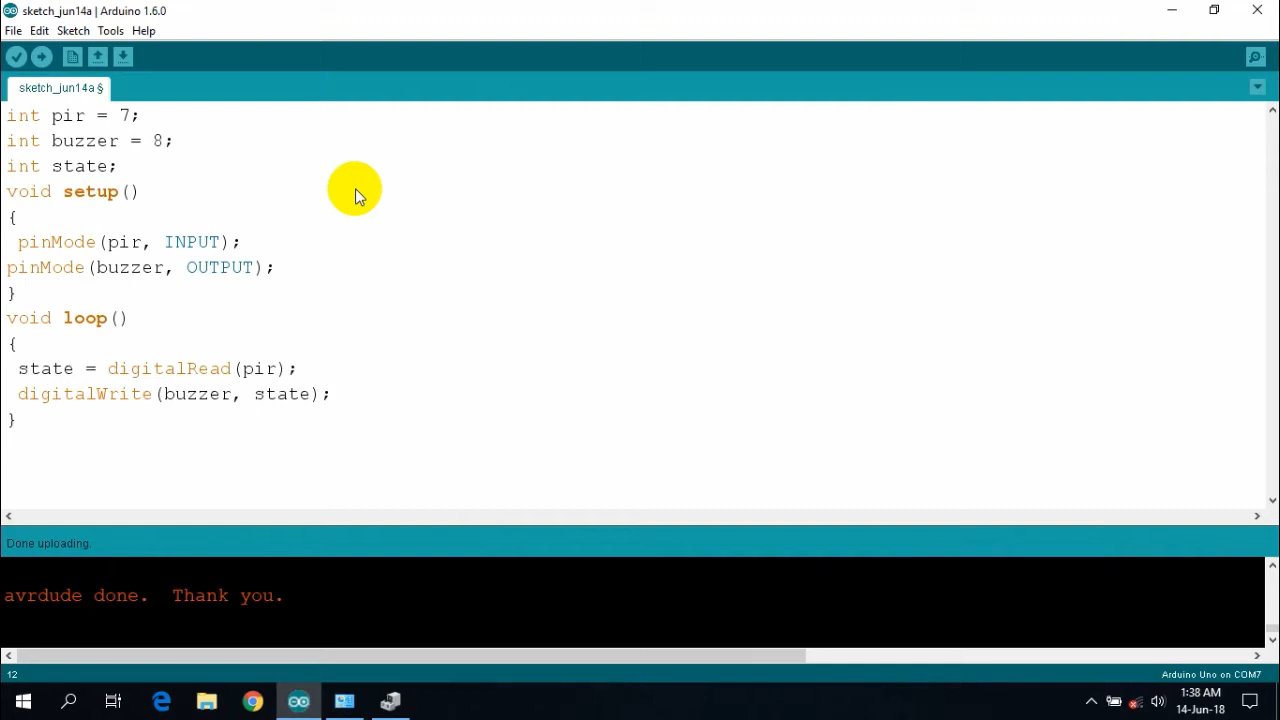 sketch_jun14a | Arduino 1.6.0
File Edit Sketch Tools Help
sketch_jun14a §
int pir = 7;
int buzzer = 8;
int state;
void setup()
{
pinMode(pir, INPUT);
pinMode(buzzer, OUTPUT);
}
void loop()
{
state = digitalRead(pir);
digitalWrite(buzzer, state);
}
Done uploading.
avrdude done.  Thank you.
12
Arduino Uno on COM7
1:38 AM
14-Jun-18